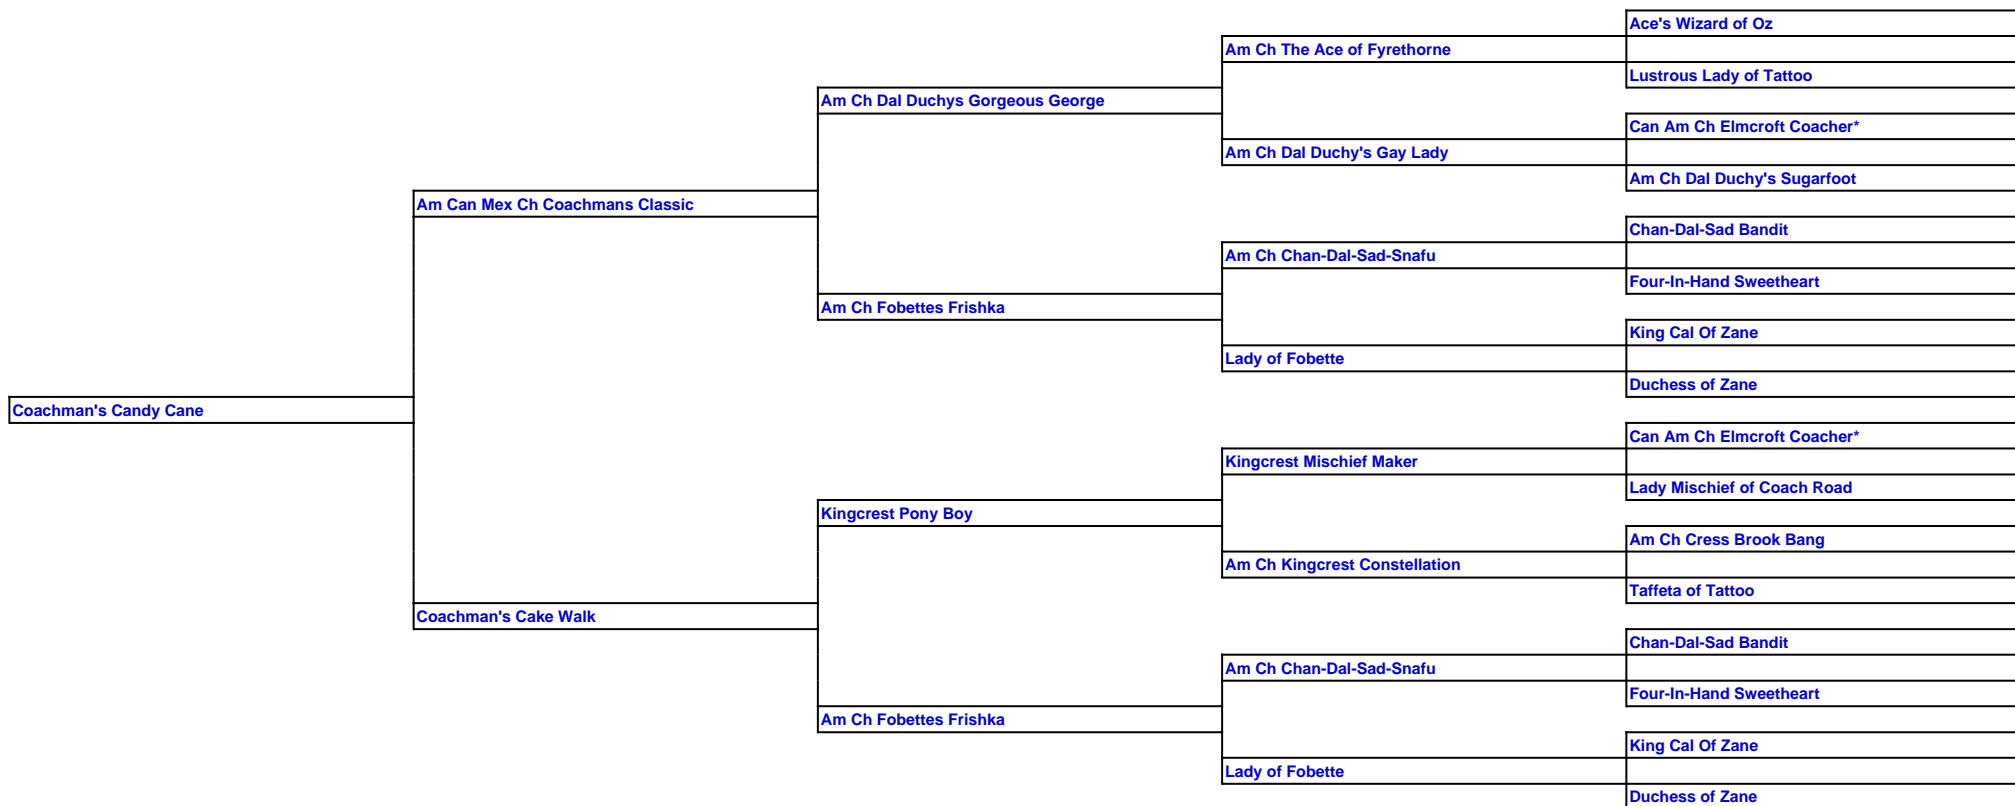 Ace's Wizard of Oz
Am Ch The Ace of Fyrethorne
Lustrous Lady of Tattoo
Am Ch Dal Duchys Gorgeous George
Can Am Ch Elmcroft Coacher*
Am Ch Dal Duchy's Gay Lady
Am Ch Dal Duchy's Sugarfoot
Am Can Mex Ch Coachmans Classic
Chan-Dal-Sad Bandit
Am Ch Chan-Dal-Sad-Snafu
Four-In-Hand Sweetheart
Am Ch Fobettes Frishka
King Cal Of Zane
Lady of Fobette
Duchess of Zane
Coachman's Candy Cane
Can Am Ch Elmcroft Coacher*
Kingcrest Mischief Maker
Lady Mischief of Coach Road
Kingcrest Pony Boy
Am Ch Cress Brook Bang
Am Ch Kingcrest Constellation
Taffeta of Tattoo
Coachman's Cake Walk
Chan-Dal-Sad Bandit
Am Ch Chan-Dal-Sad-Snafu
Four-In-Hand Sweetheart
Am Ch Fobettes Frishka
King Cal Of Zane
Lady of Fobette
Duchess of Zane